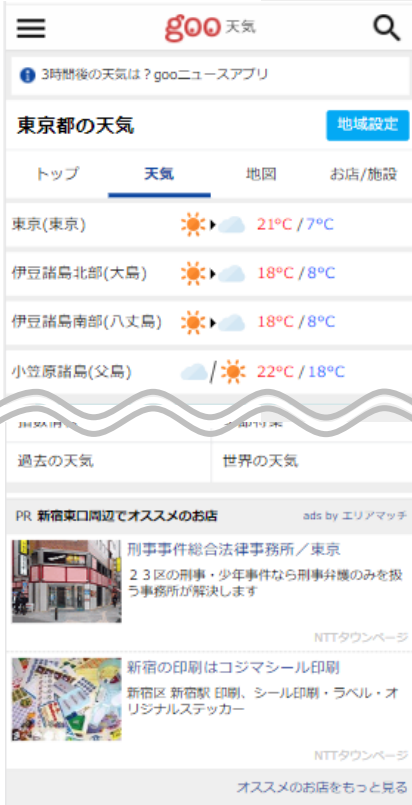 goo天気
3時間後の天気は？gooニュースアプリ
東京都の天気
地域設定
トップ 天気 地図 お店/施設
東京(東京) 21°C / 7°C
伊豆諸島北部(大島) 18°C / 8°C
伊豆諸島南部(八丈島) 18°C / 8°C
小笠原諸島(父島) / 22°C / 18°C
過去の天気 世界の天気
PR 新宿東口周辺でオススメのお店 ads by エリアマッチ
刑事事件総合法律事務所／東京
２３区の刑事・少年事件なら刑事弁護のみを扱
う事務所が解決します
NTTタウンページ
新宿の印刷はコジマシール印刷
新宿区 新宿駅 印刷、シール印刷・ラベル・オ
リジナルステッカー
NTTタウンページ
オススメのお店をもっと見る